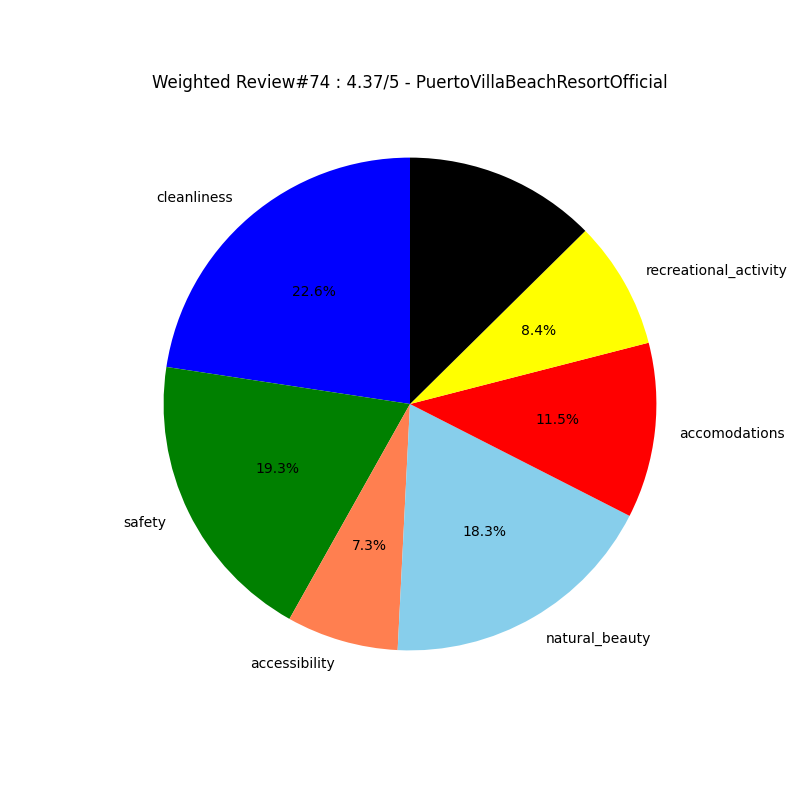 Weighted Review#74 : 4.37/5 - PuertoVillaBeachResortOfficial
cleanliness
recreational_activity
22.6%
8.4%
11.5%
accomodations
19.3%
safety
18.3%
7.3%
natural_beauty
accessibility